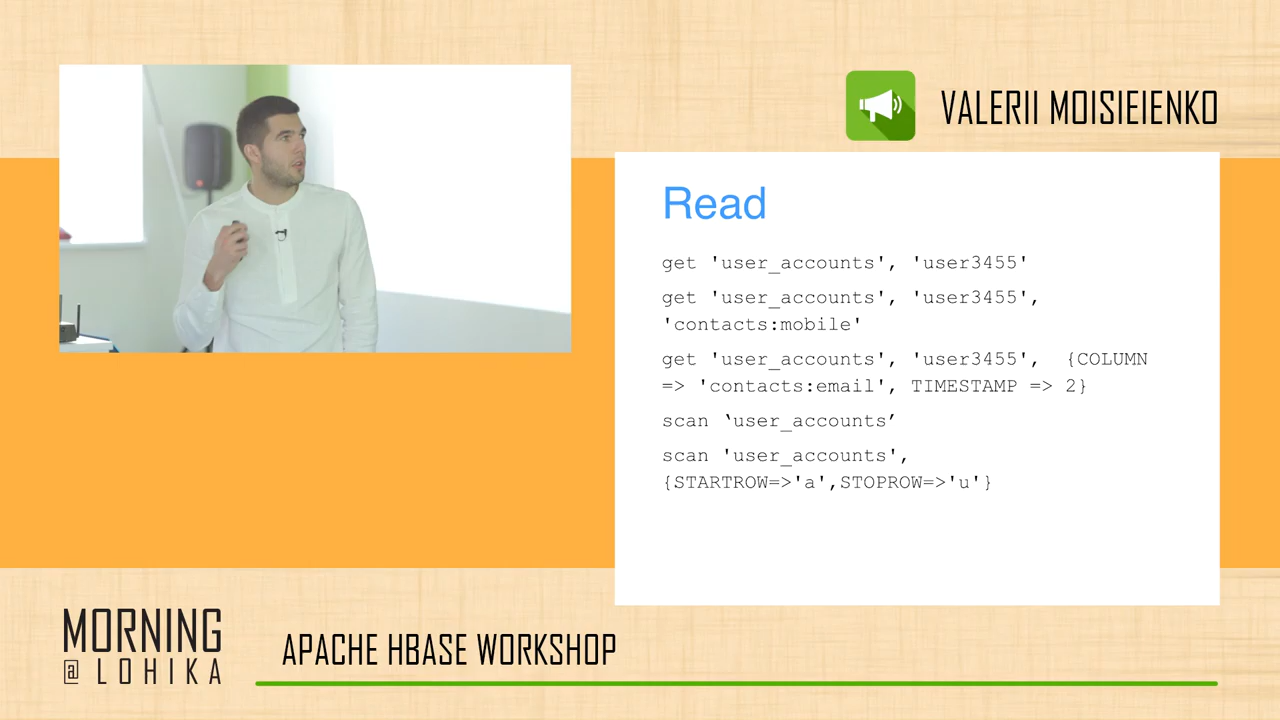 VALERII MOISIEIENKO
Read
get 'user_accounts', 'user3455'
get 'user_accounts', 'user3455',
'contacts:mobile'
get 'user_accounts', 'user3455',  {COLUMN
=> 'contacts:email', TIMESTAMP => 2}
scan ‘user_accounts’
scan 'user_accounts',
{STARTROW=>'a',STOPROW=>'u'}
MORNING
@ LOHIKA
APACHE HBASE WORKSHOP